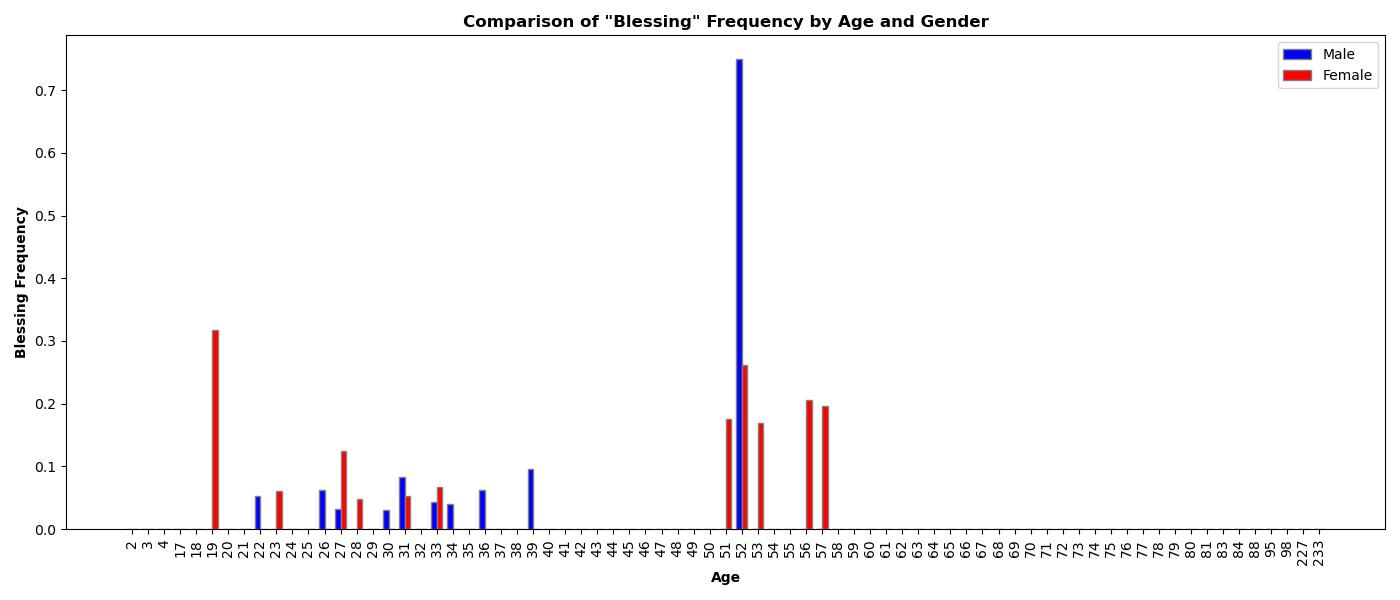 Comparison of "Blessing" Frequency by Age and Gender
Male
Female
0.7
0.6
0.5
0.4
0.3
0.2
0.1
0.0
Blessing Frequency
2 3 4 17 18 19 20 21 22 23 24 25 26 27 28 29 30 31 32 33 34 35 36 37 38 39 40 41 42 43 44 45 46 47 48 49 50 51 52 53 54 55 56 57 58 59 60 61 62 63 64 65 66 67 68 69 70 71 72 73 74 75 76 77 78 79 80 81 83 84 88 95 98 227 233
Age